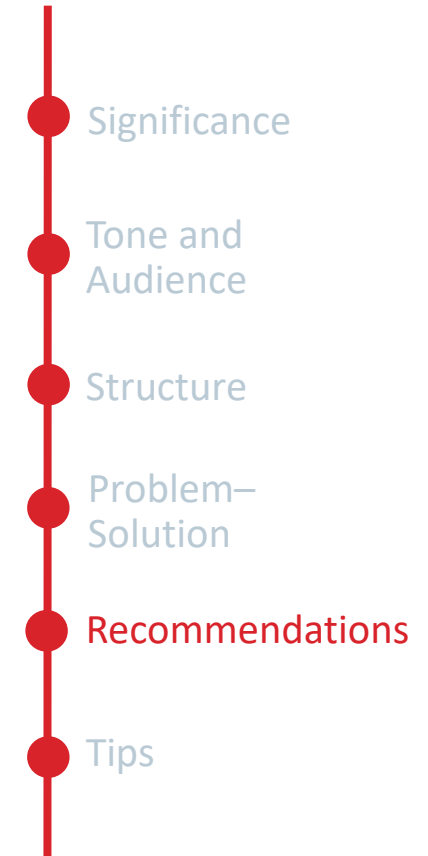 Significance
Tone and
Audience
Structure
Problem–
Solution
Recommendations
Tips